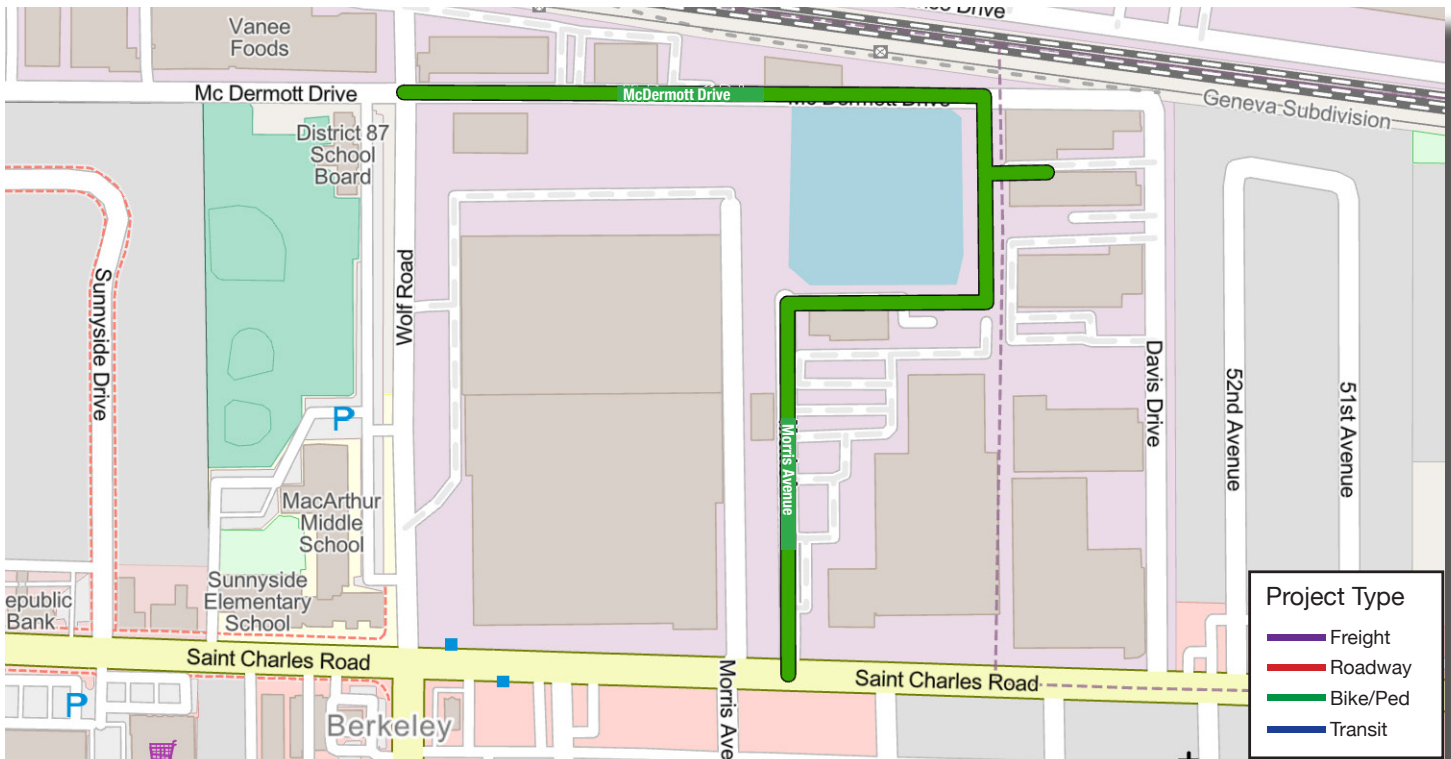 Drive
Vanee
Foods
Mc Dermott Drive
McDermott Drive
Mc Dermott Drive
Geneva Subdivision
District 87
School
Board
Sunnyside Drive
Wolf Road
Davis Drive
52nd Avenue
51st Avenue
P
Morris Avenue
MacArthur
Middle
School
Sunnyside
Elementary
School
epublic
Bank
Saint Charles Road
Saint Charles Road
Morris Ave
P
Berkeley
Project Type
Freight
Roadway
Bike/Ped
Transit